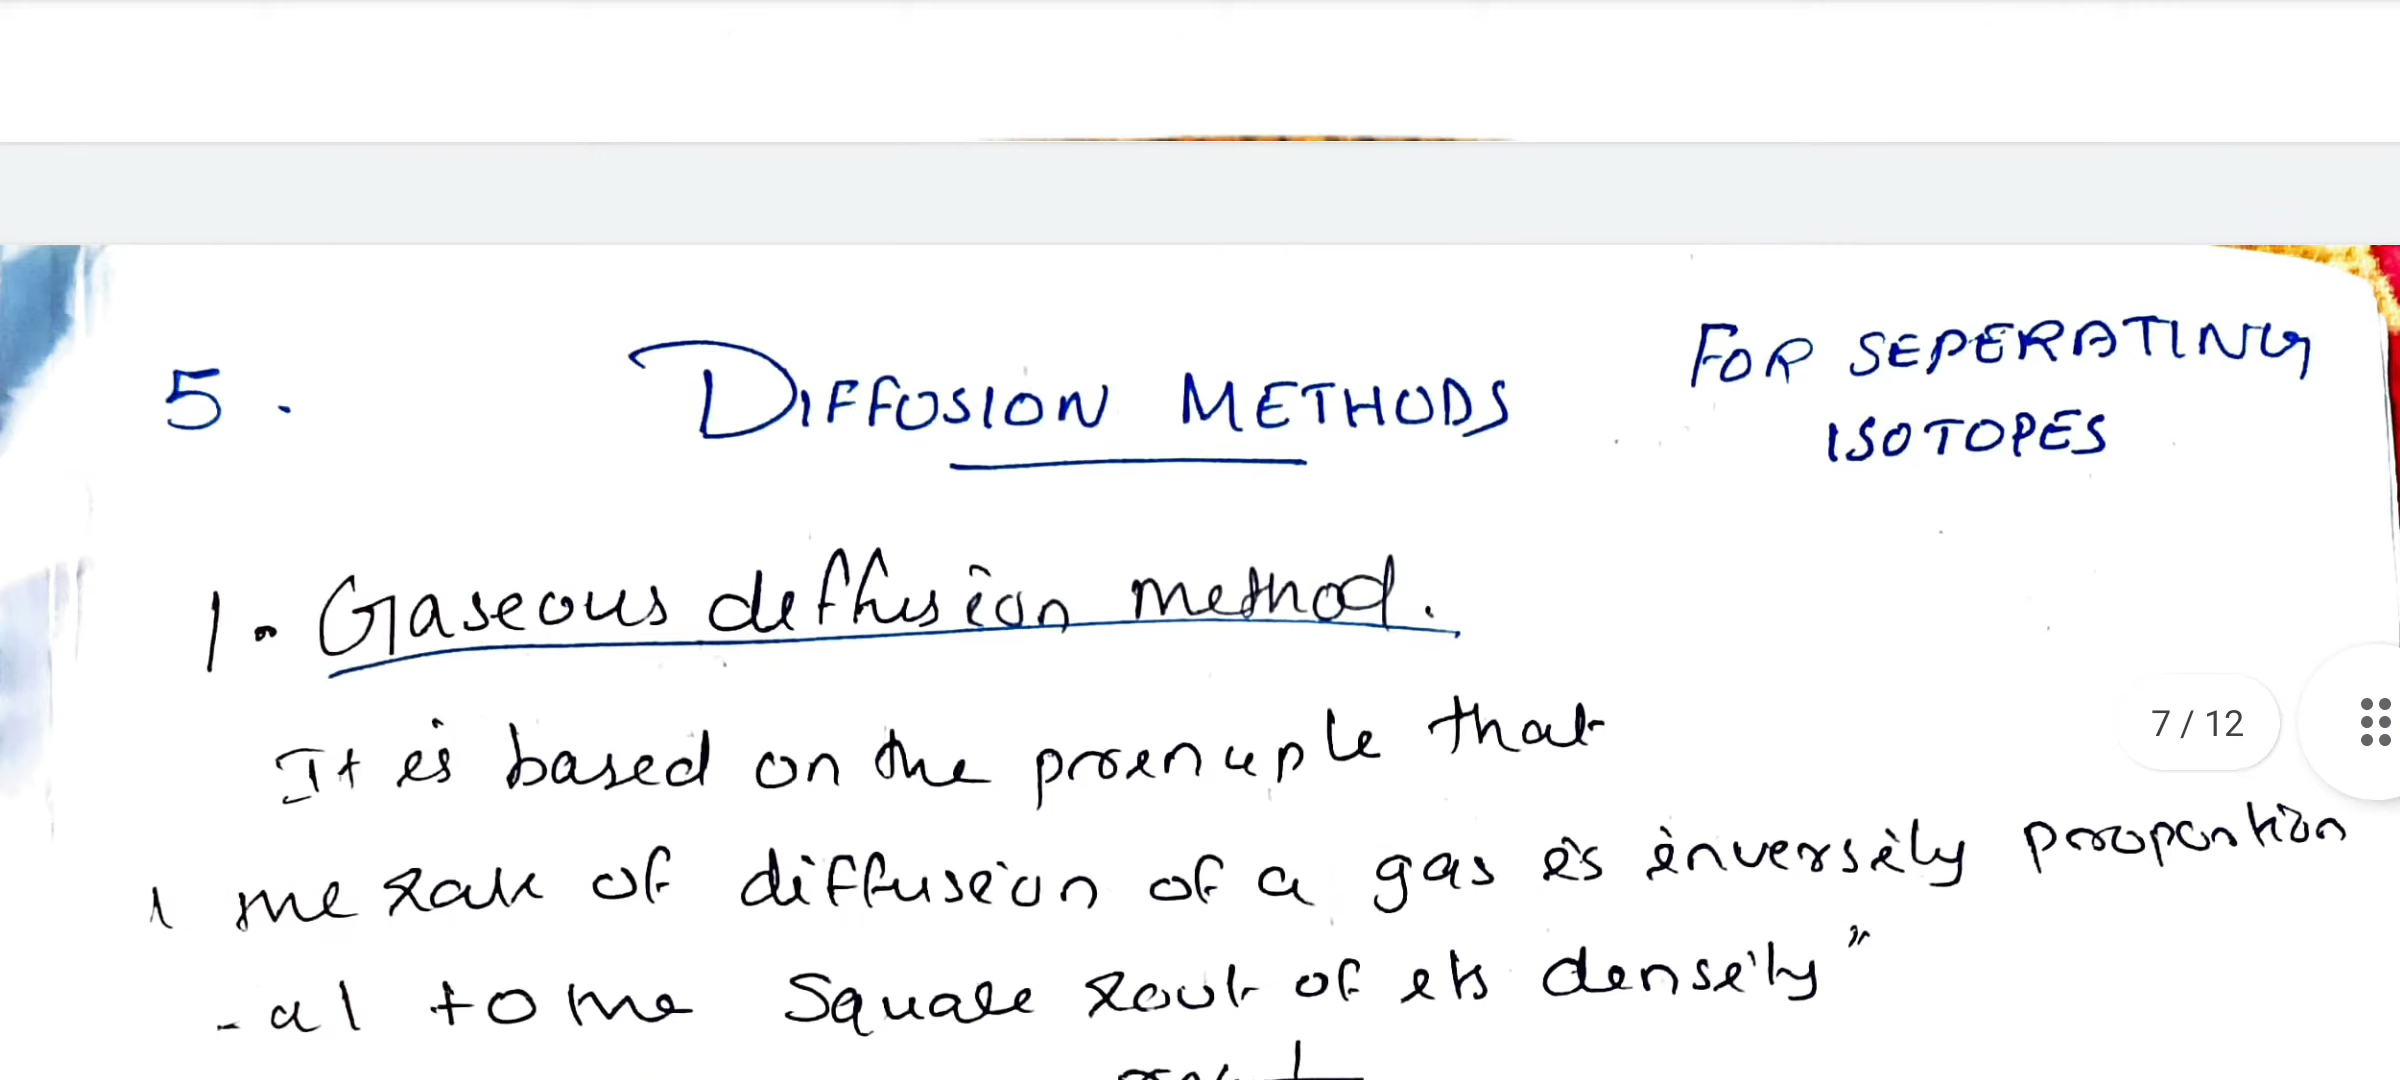 5. DIFFUSION METHODS FOR SEPERATING
ISOTOPES
1. Gaseous diffusion method.
It is based on the principle that
the rate of diffusion of a gas is inversily proportion
-al to the square root of its density"
7 / 12